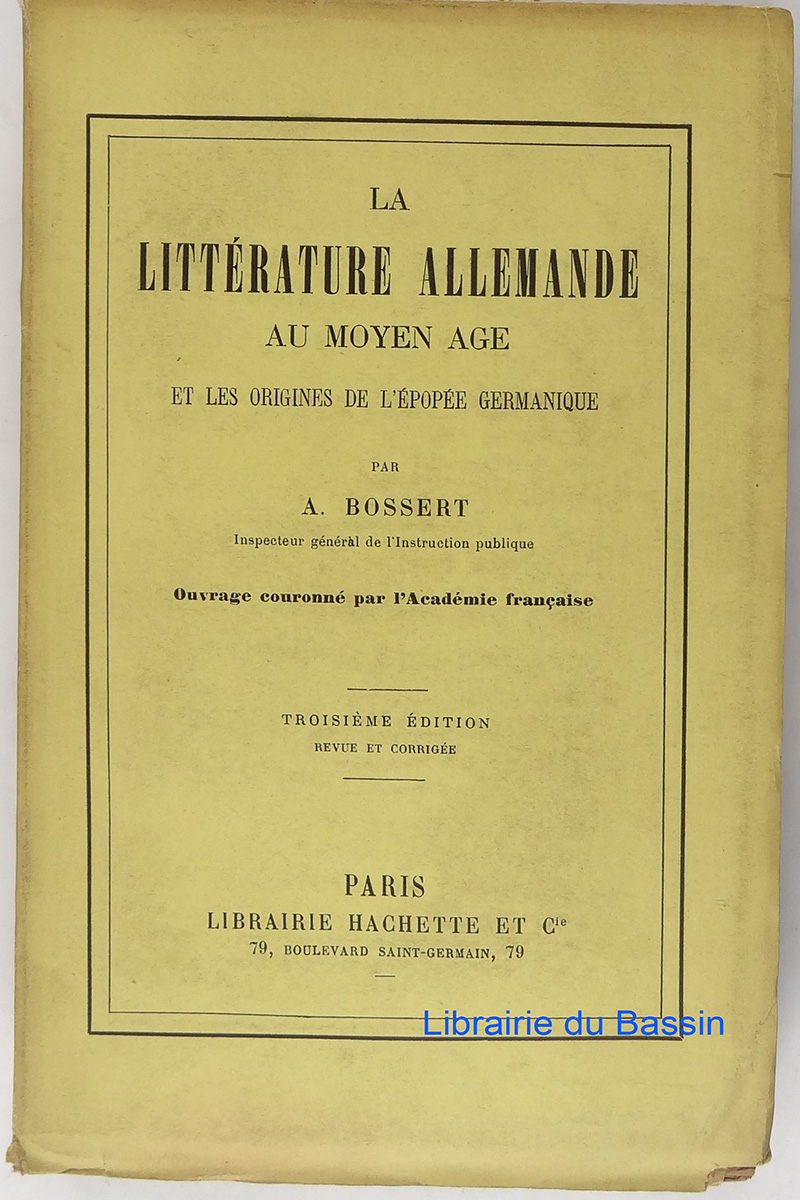 LA
LITTÉRATURE ALLEMANDE
AU MOYEN AGE
ET LES ORIGINES DE L'ÉPOPÉE GERMANIQUE
PAR
A. BOSSERT
Inspecteur général de l'Instruction publique
Ouvrage couronné par l'Académie française
TROISIÈME ÉDITION
REVUE ET CORRIGÉE
PARIS
LIBRAIRIE HACHETTE ET Cie
79, BOULEVARD SAINT-GERMAIN, 79
Librairie du Bassin